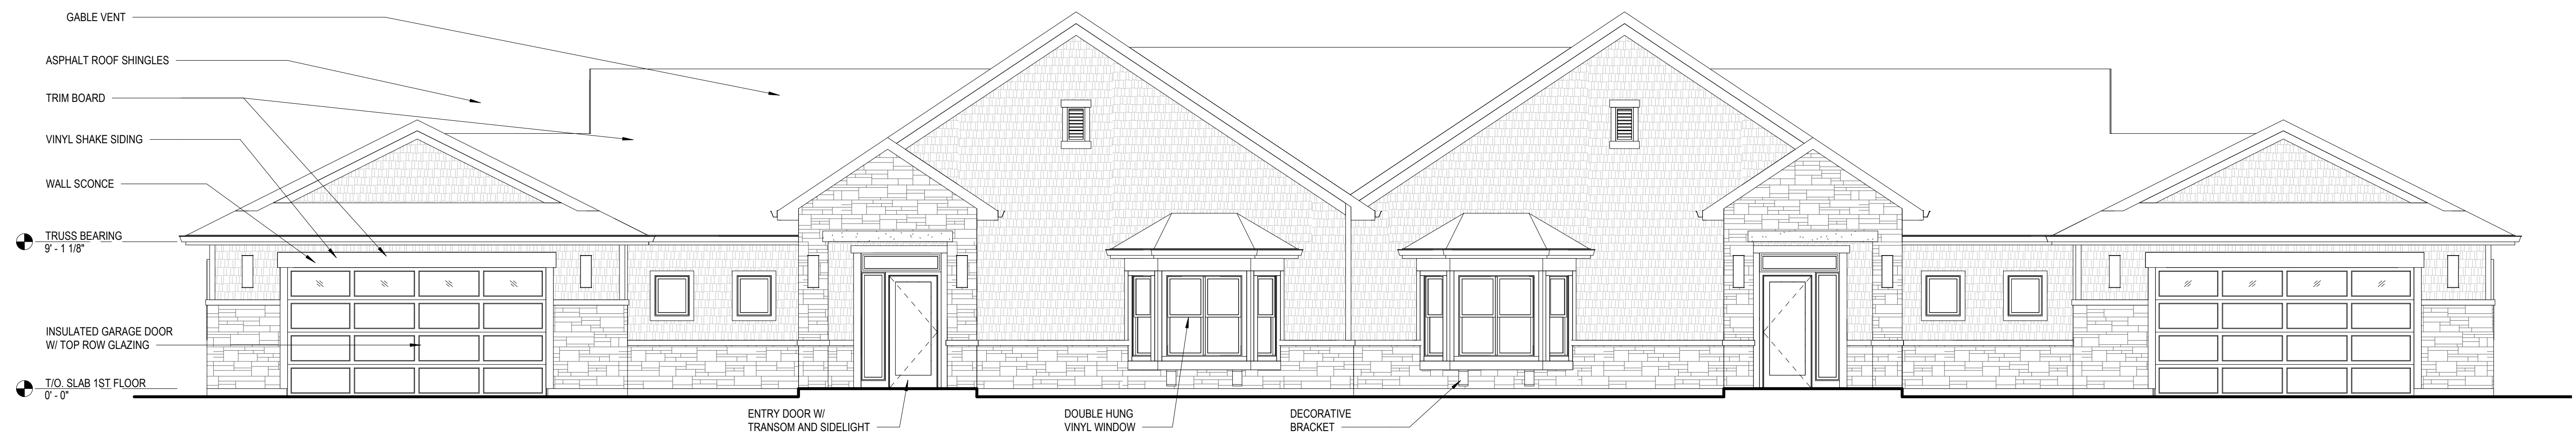 GABLE VENT
ASPHALT ROOF SHINGLES
TRIM BOARD
VINYL SHAKE SIDING
WALL SCONCE
TRUSS BEARING
9' - 1 1/8"
INSULATED GARAGE DOOR
W/ TOP ROW GLAZING
T/O. SLAB 1ST FLOOR
0' - 0"
ENTRY DOOR W/
TRANSOM AND SIDELIGHT
DOUBLE HUNG
VINYL WINDOW
DECORATIVE
BRACKET